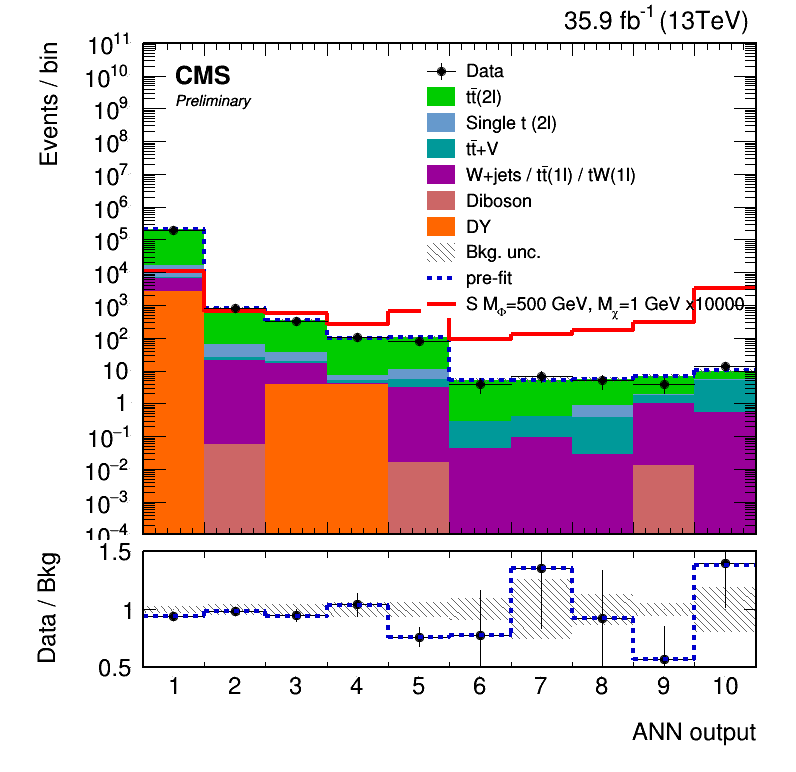 35.9 fb⁻¹ (13TeV)
Events / bin
10¹¹
10¹⁰
10⁹
10⁸
10⁷
10⁶
10⁵
10⁴
10³
10²
10
1
10⁻¹
10⁻²
10⁻³
10⁻⁴
CMS
Preliminary
Data
tt̄(2l)
Single t (2l)
tt̄+V
W+jets / tt̄(1l) / tW(1l)
Diboson
DY
Bkg. unc.
pre-fit
S M_Φ=500 GeV, M_χ=1 GeV x10000
Data / Bkg
1.5
1
0.5
1 2 3 4 5 6 7 8 9 10
ANN output